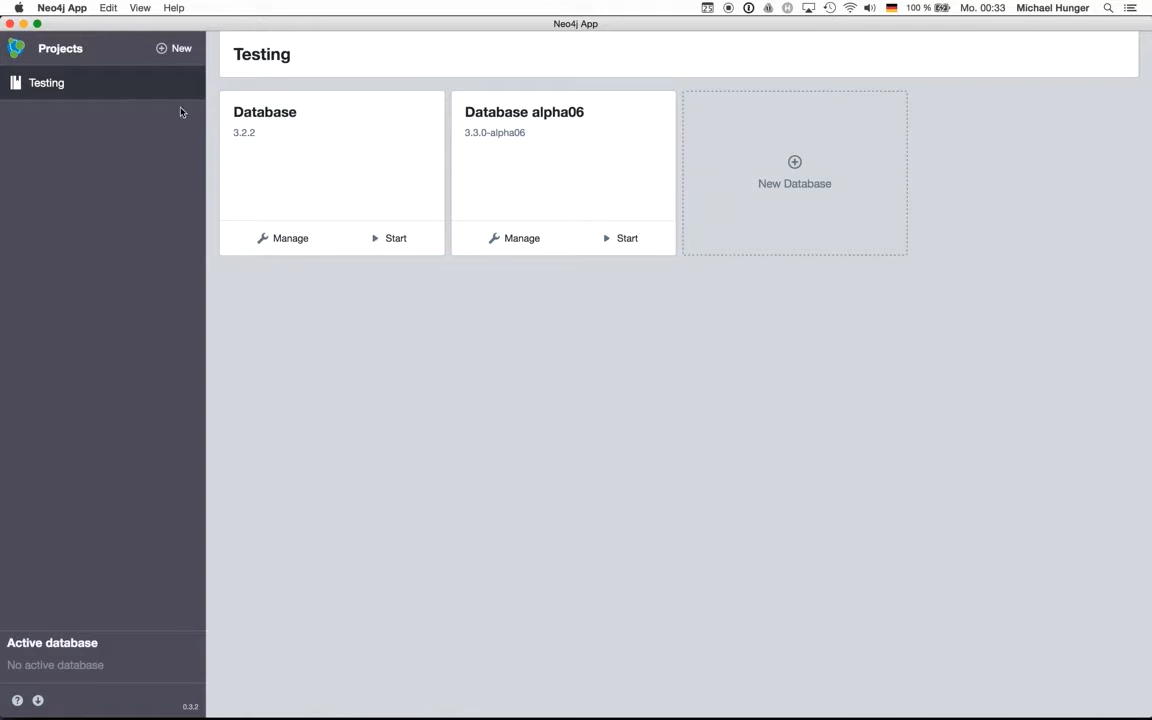 Neo4j App Edit View Help 100 % Mo. 00:33 Michael Hunger
Neo4j App
Projects New
Testing
Testing
Database
3.2.2
Manage Start
Database alpha06
3.3.0-alpha06
Manage Start
New Database
Active database
No active database
0.3.2